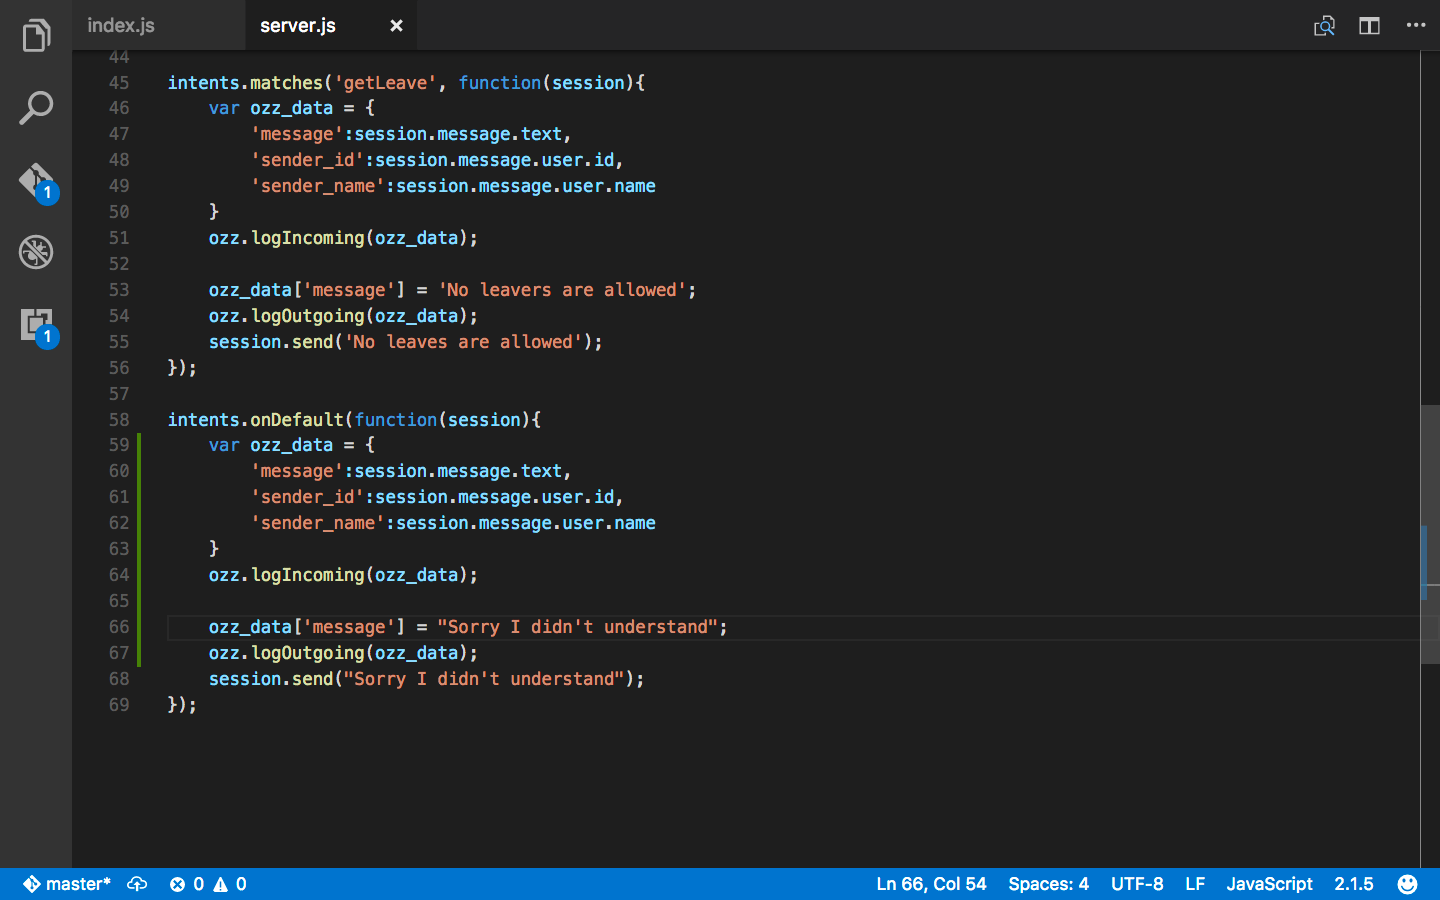 index.js server.js
44
45 intents.matches('getLeave', function(session){
46     var ozz_data = {
47         'message':session.message.text,
48         'sender_id':session.message.user.id,
49         'sender_name':session.message.user.name
50     }
51     ozz.logIncoming(ozz_data);
52
53     ozz_data['message'] = 'No leavers are allowed';
54     ozz.logOutgoing(ozz_data);
55     session.send('No leaves are allowed');
56 });
57
58 intents.onDefault(function(session){
59     var ozz_data = {
60         'message':session.message.text,
61         'sender_id':session.message.user.id,
62         'sender_name':session.message.user.name
63     }
64     ozz.logIncoming(ozz_data);
65
66     ozz_data['message'] = "Sorry I didn't understand";
67     ozz.logOutgoing(ozz_data);
68     session.send("Sorry I didn't understand");
69 });
1
1
master* 0 0 Ln 66, Col 54 Spaces: 4 UTF-8 LF JavaScript 2.1.5